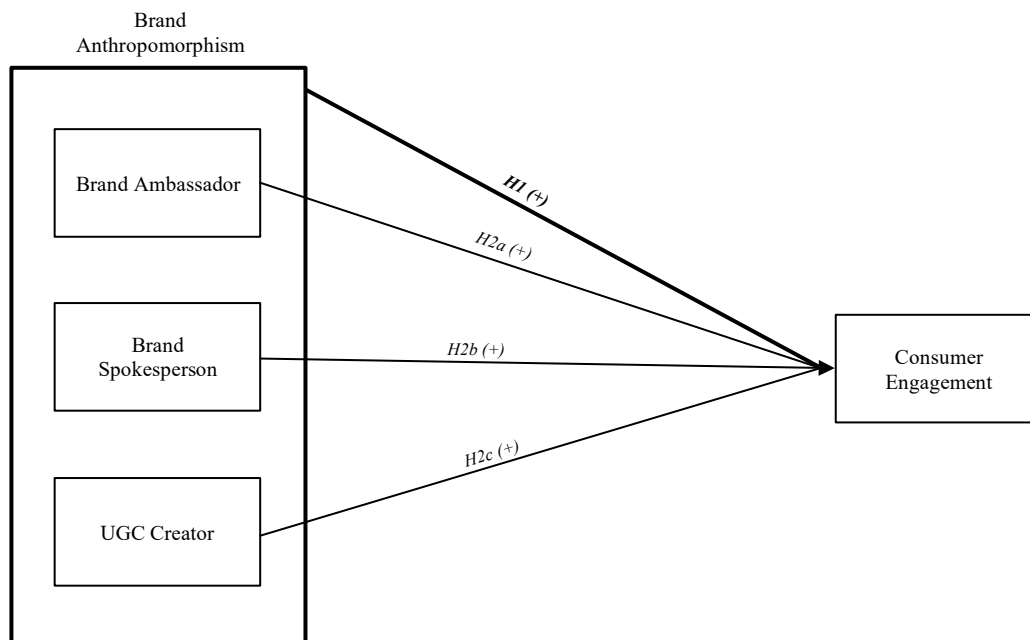 Brand
Anthropomorphism
Brand Ambassador
H1 (+)
H2a (+)
Brand
Spokesperson
H2b (+)
Consumer
Engagement
H2c (+)
UGC Creator